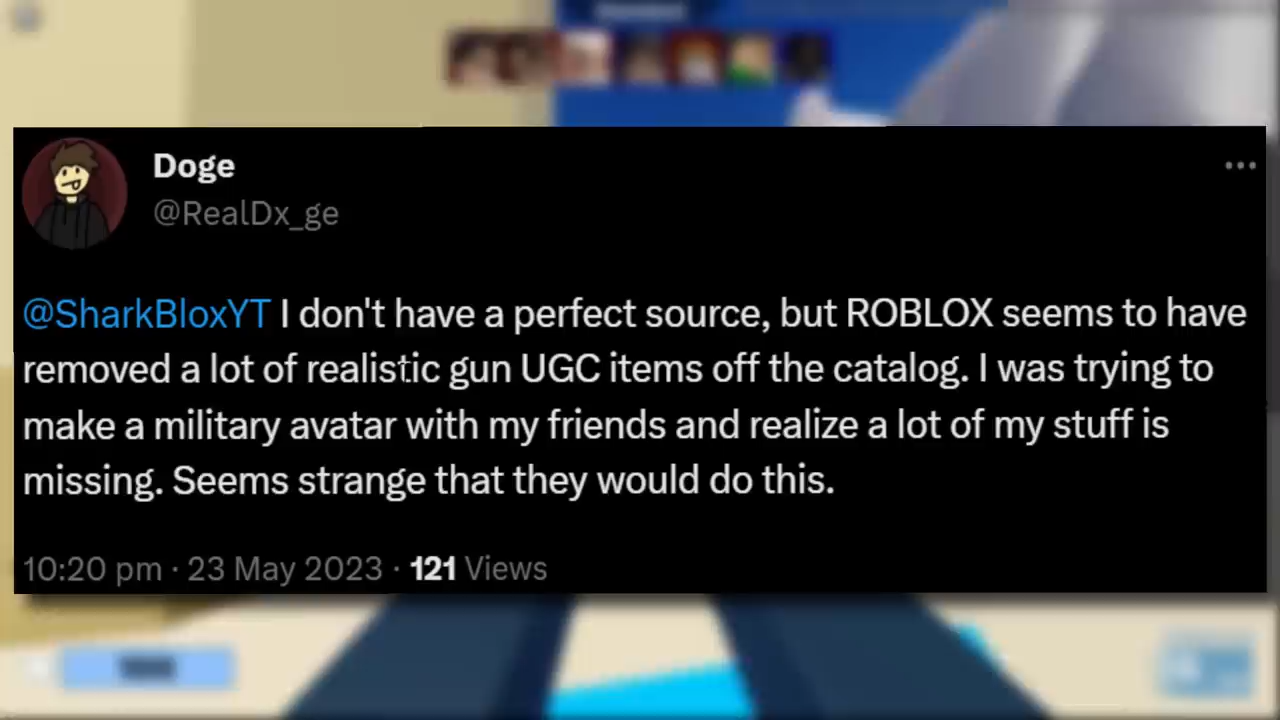 Doge
@RealDx_ge
@SharkBloxYT I don't have a perfect source, but ROBLOX seems to have
removed a lot of realistic gun UGC items off the catalog. I was trying to
make a military avatar with my friends and realize a lot of my stuff is
missing. Seems strange that they would do this.
10:20 pm · 23 May 2023 · 121 Views